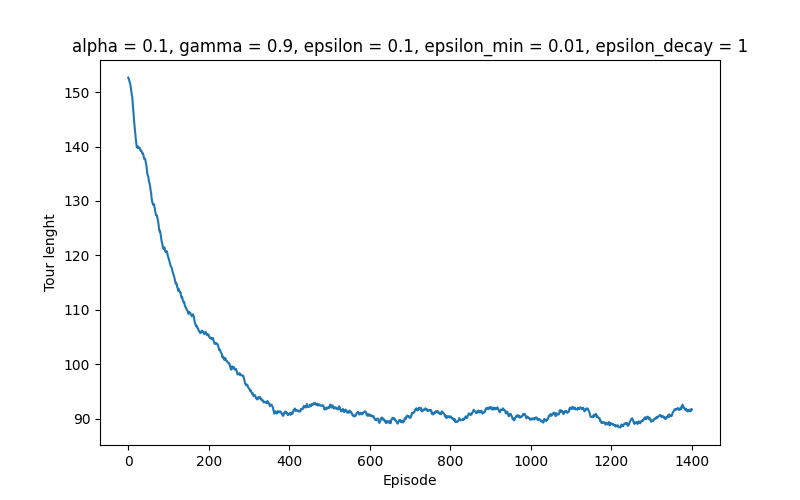 alpha = 0.1, gamma = 0.9, epsilon = 0.1, epsilon_min = 0.01, epsilon_decay = 1
150
140
130
120
110
100
90
Tour lenght
0 200 400 600 800 1000 1200 1400
Episode